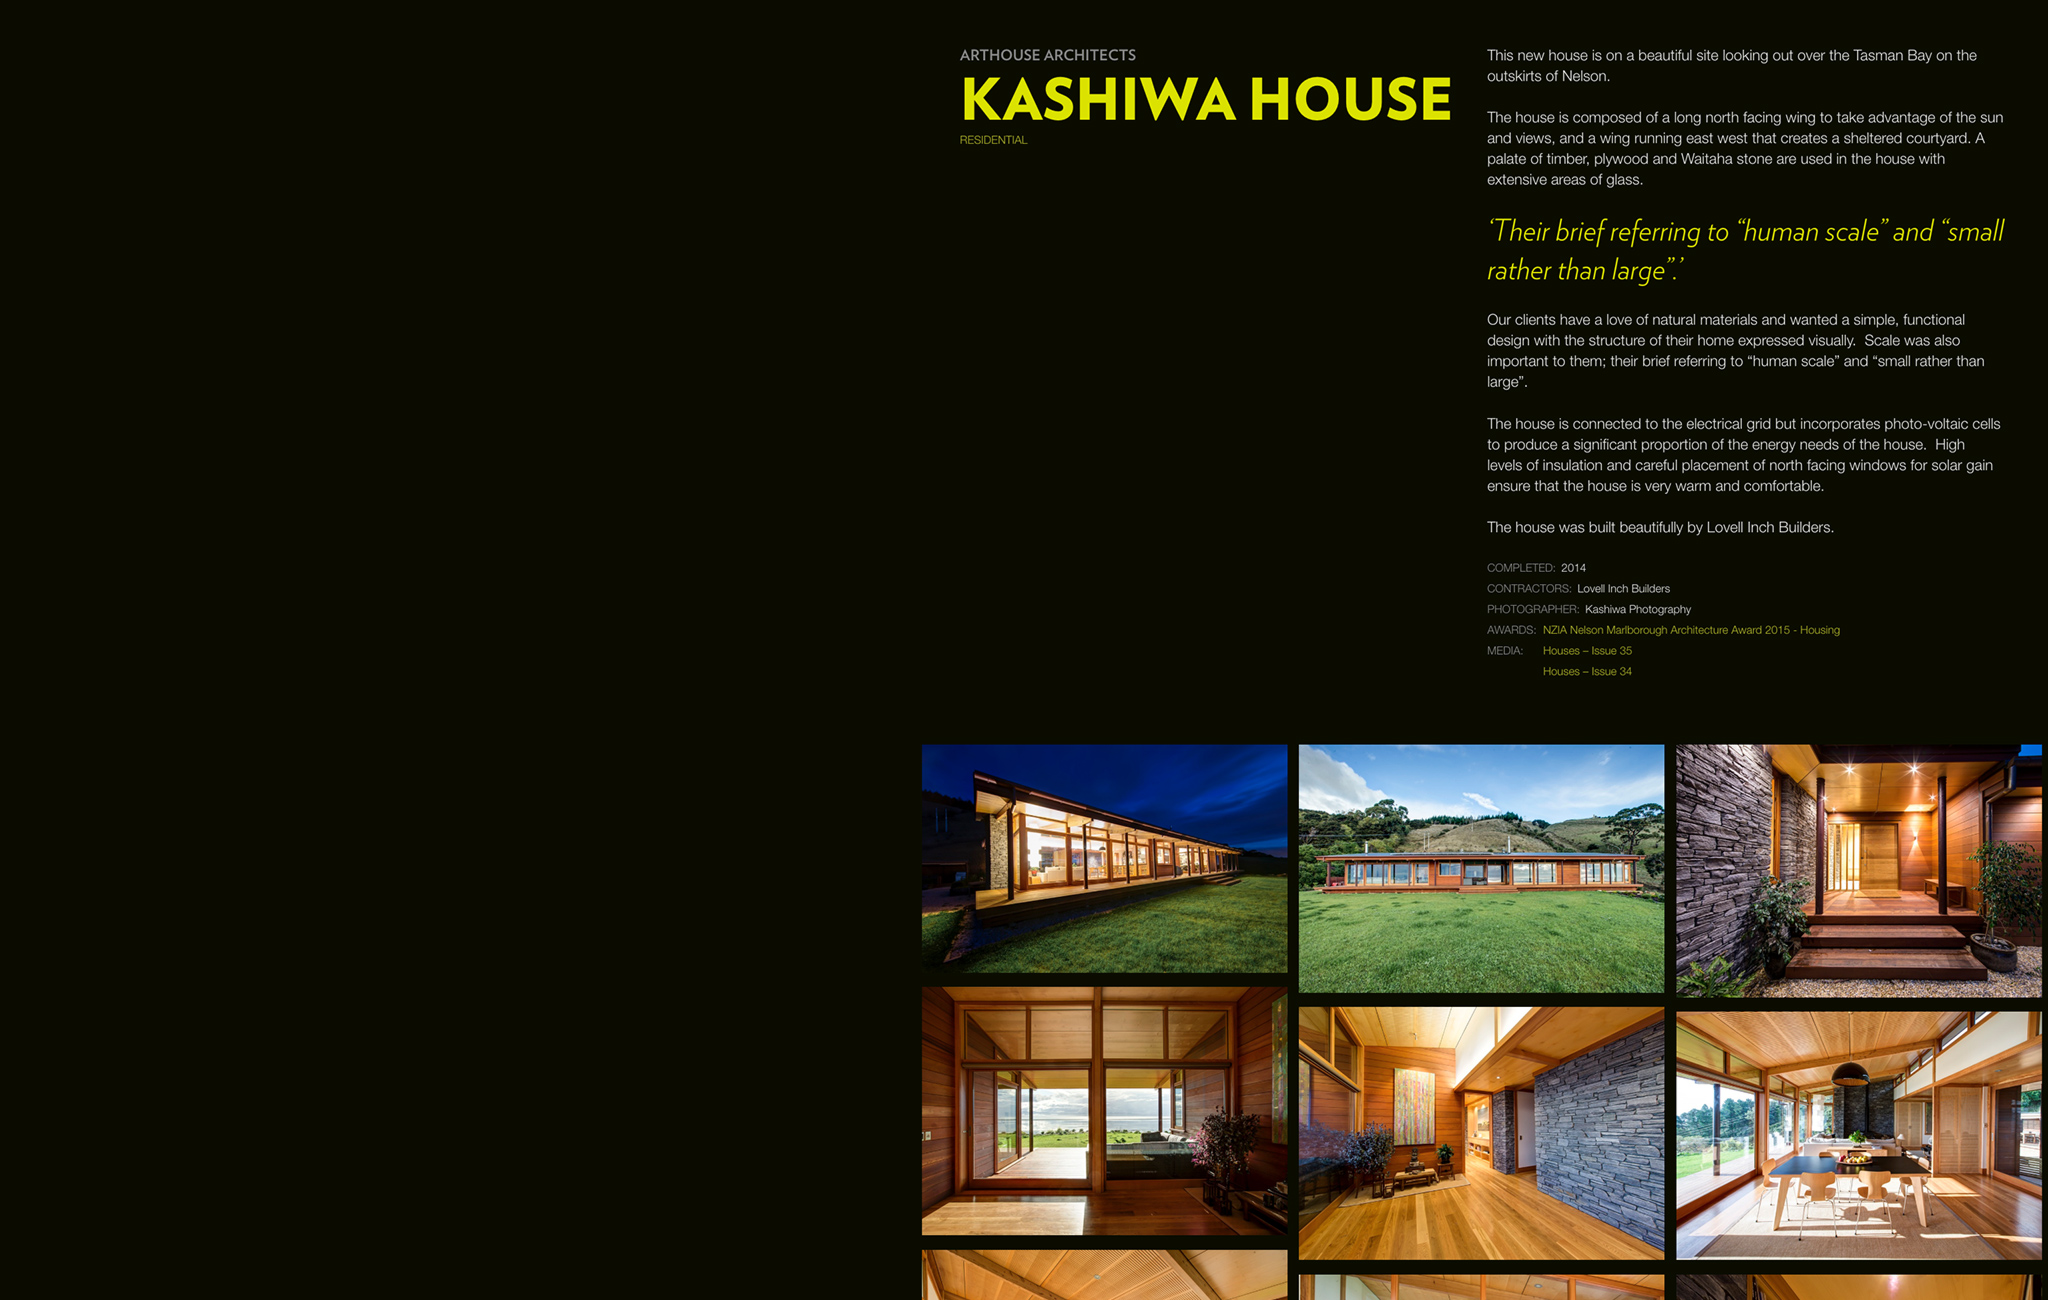 ARTHOUSE ARCHITECTS
KASHIWA HOUSE
RESIDENTIAL
This new house is on a beautiful site looking out over the Tasman Bay on the
outskirts of Nelson.
The house is composed of a long north facing wing to take advantage of the sun
and views, and a wing running east west that creates a sheltered courtyard. A
palate of timber, plywood and Waitaha stone are used in the house with
extensive areas of glass.
‘Their brief referring to “human scale” and “small
rather than large”.’
Our clients have a love of natural materials and wanted a simple, functional
design with the structure of their home expressed visually.  Scale was also
important to them; their brief referring to “human scale” and “small rather than
large”.
The house is connected to the electrical grid but incorporates photo-voltaic cells
to produce a significant proportion of the energy needs of the house.  High
levels of insulation and careful placement of north facing windows for solar gain
ensure that the house is very warm and comfortable.
The house was built beautifully by Lovell Inch Builders.
COMPLETED: 2014
CONTRACTORS: Lovell Inch Builders
PHOTOGRAPHER: Kashiwa Photography
AWARDS: NZIA Nelson Marlborough Architecture Award 2015 - Housing
MEDIA: Houses – Issue 35
Houses – Issue 34